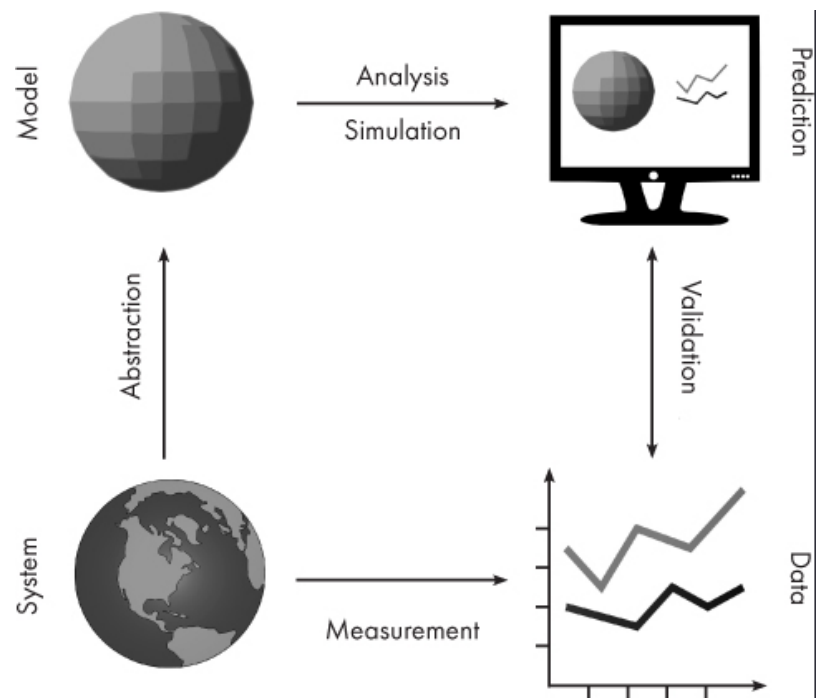 Model
Analysis
Simulation
Prediction
Abstraction
Validation
System
Measurement
Data